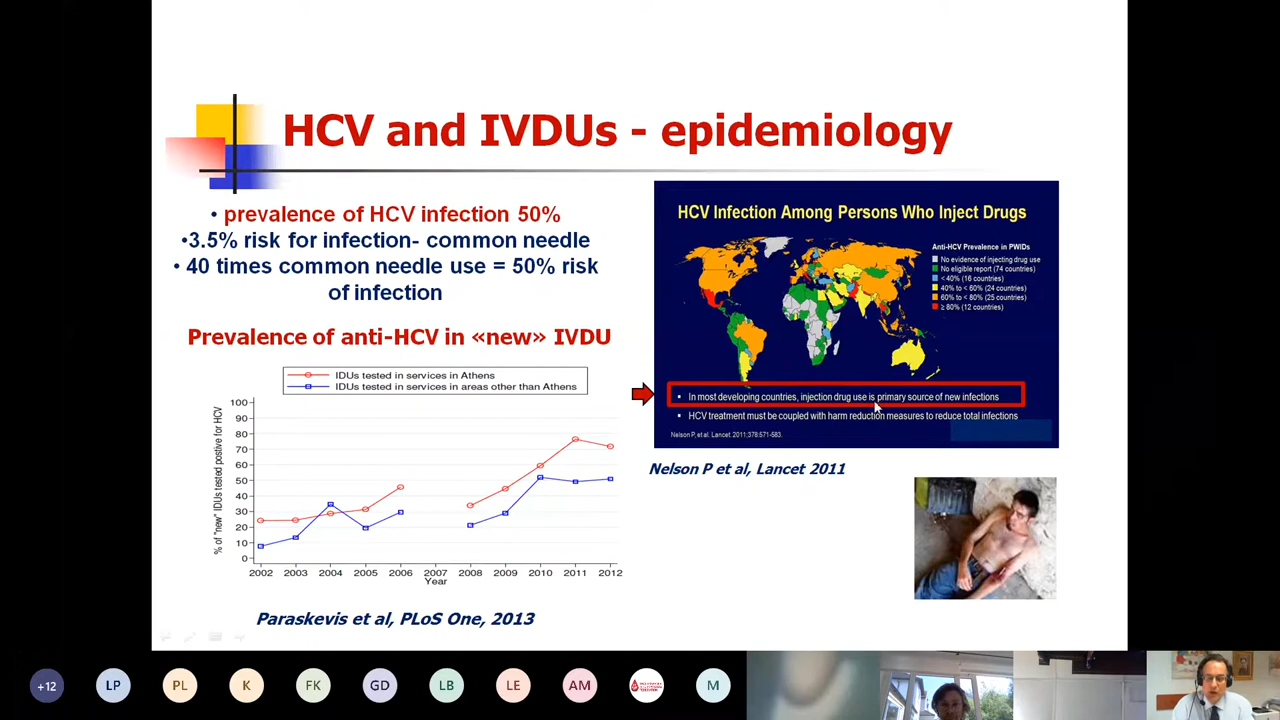 HCV and IVDUs - epidemiology
• prevalence of HCV infection 50%
•3.5% risk for infection- common needle
• 40 times common needle use = 50% risk
of infection
Prevalence of anti-HCV in «new» IVDU
IDUs tested in services in Athens
IDUs tested in services in areas other than Athens
% of "new" IDUs tested postive for HCV
100
90
80
70
60
50
40
30
20
10
0
2002 2003 2004 2005 2006 2007 2008 2009 2010 2011 2012
Year
Paraskevis et al, PLoS One, 2013
HCV Infection Among Persons Who Inject Drugs
Anti-HCV Prevalence in PWIDs
No evidence of injecting drug use
No eligible report (74 countries)
< 40% (16 countries)
40% to < 60% (24 countries)
60% to < 80% (25 countries)
≥ 80% (12 countries)
▪ In most developing countries, injection drug use is primary source of new infections
▪ HCV treatment must be coupled with harm reduction measures to reduce total infections
Nelson P, et al. Lancet. 2011;378:571-583.
Nelson P et al, Lancet 2011
+12 LP PL K FK GD LB LE AM M